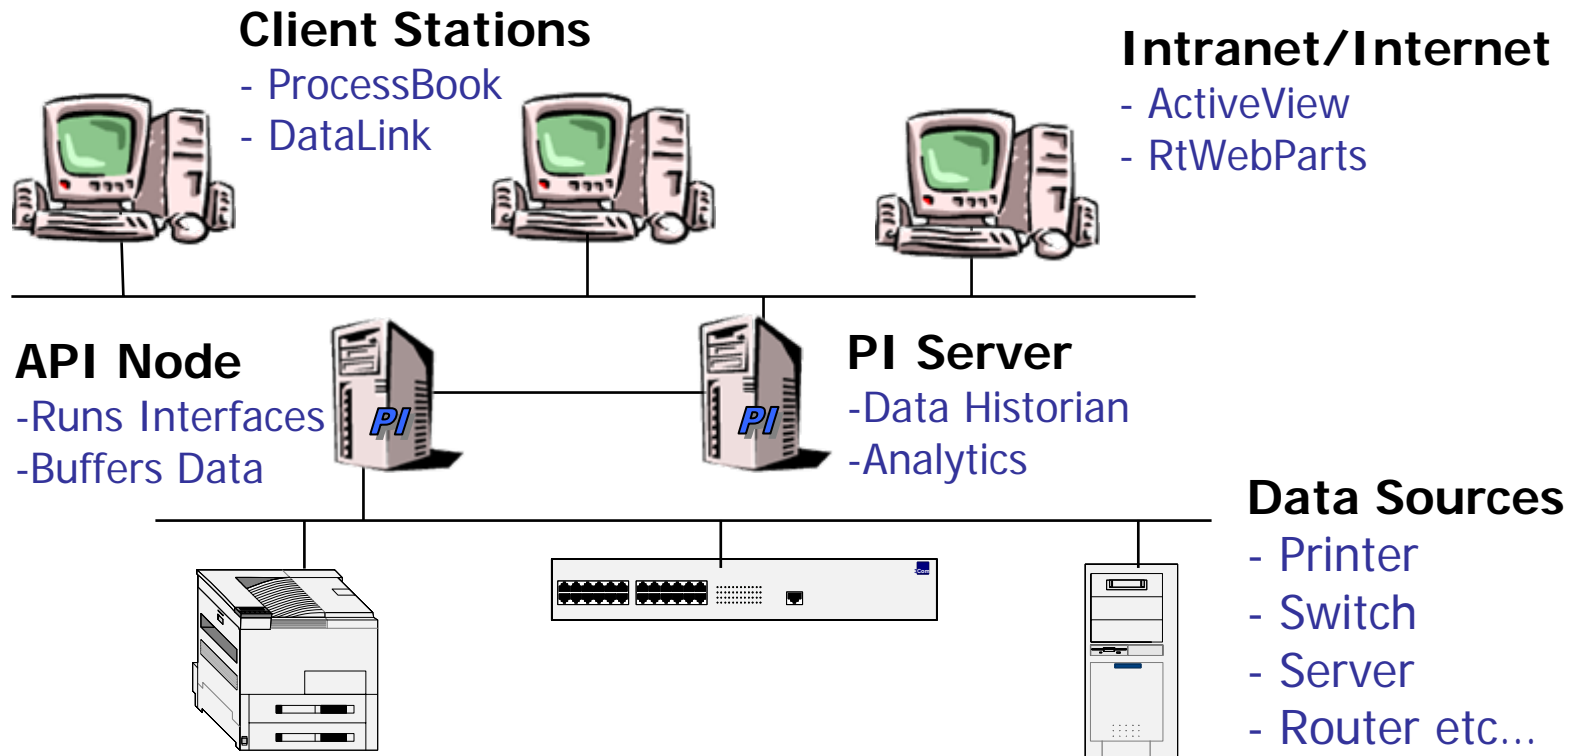 Client Stations
- ProcessBook
- DataLink
Intranet/Internet
- ActiveView
- RtWebParts
API Node
-Runs Interfaces
-Buffers Data
PI
PI
PI Server
-Data Historian
-Analytics
Data Sources
- Printer
- Switch
- Server
- Router etc...